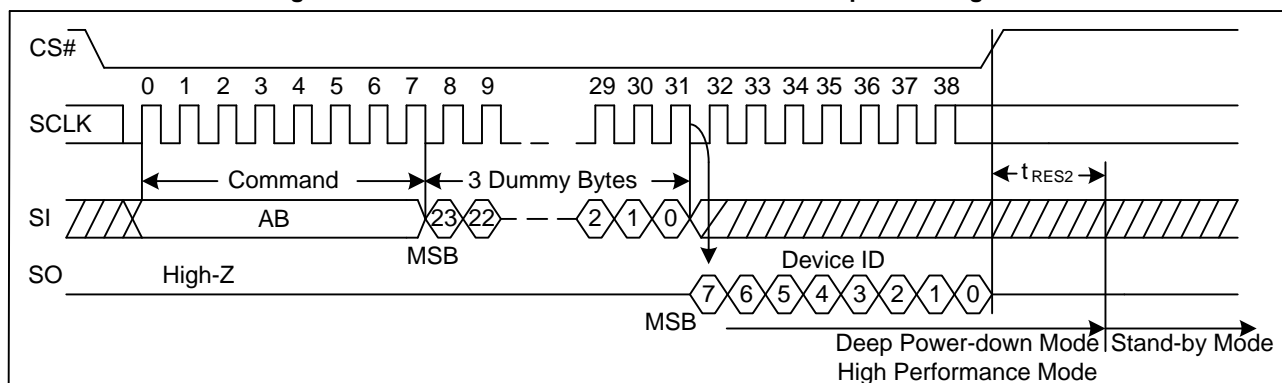 CS#
0 1 2 3 4 5 6 7 8 9 29 30 31 32 33 34 35 36 37 38
SCLK
Command 3 Dummy Bytes tRES2
SI AB 23 22 2 1 0
MSB
SO High-Z Device ID
7 6 5 4 3 2 1 0
MSB
Deep Power-down Mode Stand-by Mode
High Performance Mode